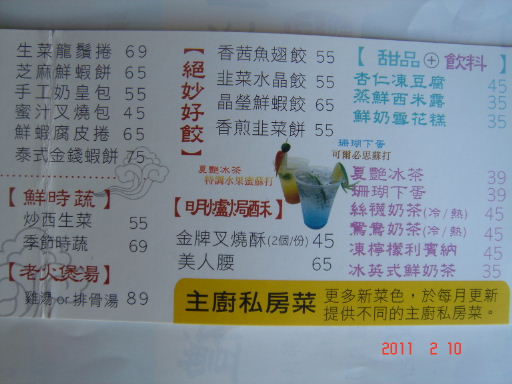 生菜龍鬚捲 69
芝麻鮮蝦餅 65
手工奶皇包 55
蜜汁叉燒包 45
鮮蝦腐皮捲 65
泰式金錢蝦餅 75
【鮮時蔬】
炒西生菜 55
季節時蔬 69
【老火煲湯】
雞湯or排骨湯 89
【絕妙好餃】
香茜魚翅餃 55
韭菜水晶餃 55
晶瑩鮮蝦餃 65
香煎韭菜餅 55
夏艷冰茶
特調水果蜜蘇打
珊瑚下蛋
可爾必思蘇打
【明爐焗酥】
金牌叉燒酥(2個/份) 45
美人腰 65
【甜品+飲料】
杏仁凍豆腐 45
蒸鮮西米露 35
鮮奶雪花糕 35
夏艷冰茶 39
珊瑚下蛋 39
絲襪奶茶(冷/熱) 45
鴛鴦奶茶(冷/熱) 45
凍檸檬利賓納 45
冰英式鮮奶茶 35
主廚私房菜 更多新菜色,於每月更新
提供不同的主廚私房菜。
2011 2 10